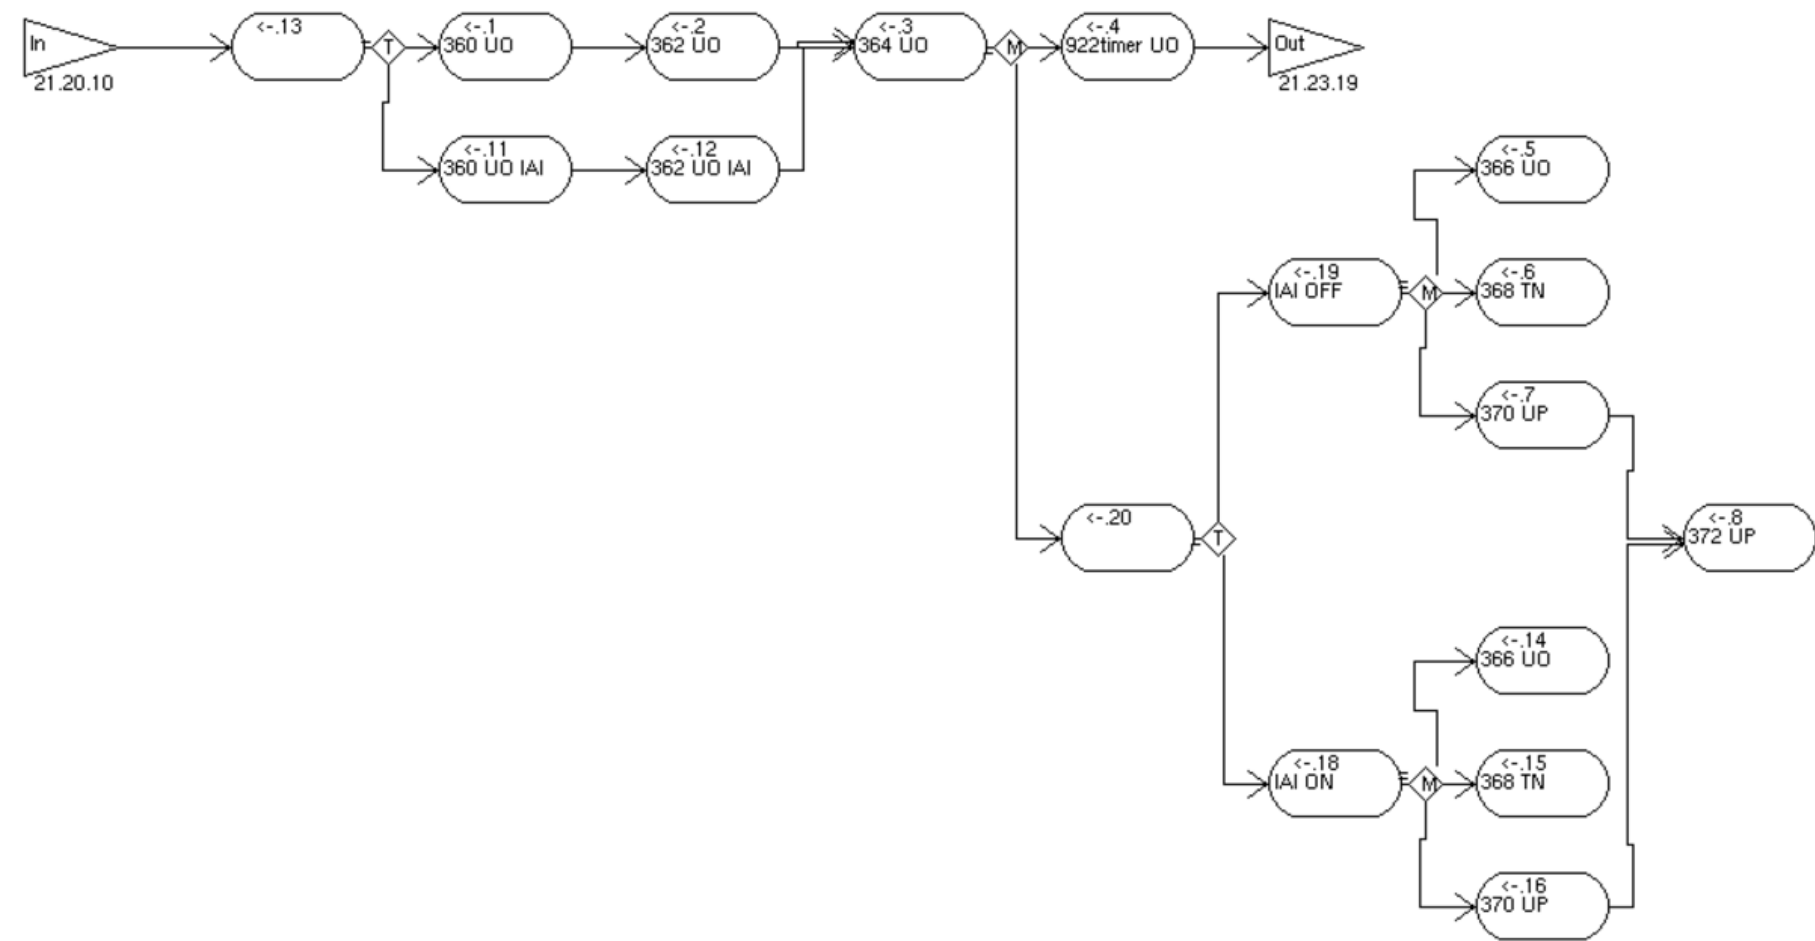 In
21.20.10
<-.13
T
<-.1
360 UO
<-.2
362 UO
<-.3
364 UO
M
<-.4
922timer UO
Out
21.23.19
<-.11
360 UO IAI
<-.12
362 UO IAI
<-.5
366 UO
<-.19
IAI OFF
M
<-.6
368 TN
<-.7
370 UP
<-.20
T
<-.8
372 UP
<-.14
366 UO
<-.18
IAI ON
M
<-.15
368 TN
<-.16
370 UP